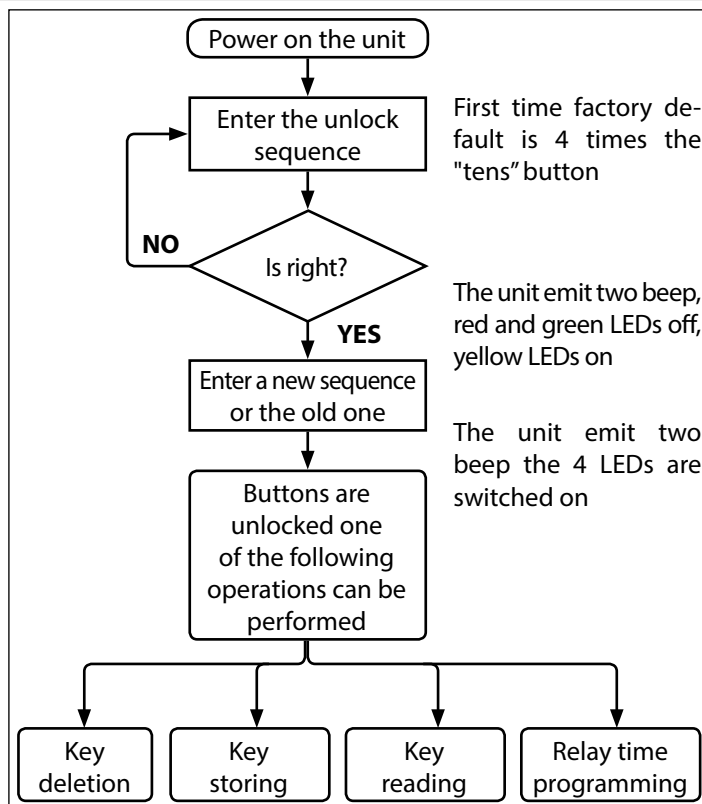 Power on the unit
Enter the unlock
sequence
First time factory de-
fault is 4 times the
"tens” button
NO
Is right?
The unit emit two beep,
red and green LEDs off,
yellow LEDs on
YES
Enter a new sequence
or the old one
The unit emit two
beep the 4 LEDs are
switched on
Buttons are
unlocked one
of the following
operations can be
performed
Key
deletion
Key
storing
Key
reading
Relay time
programming